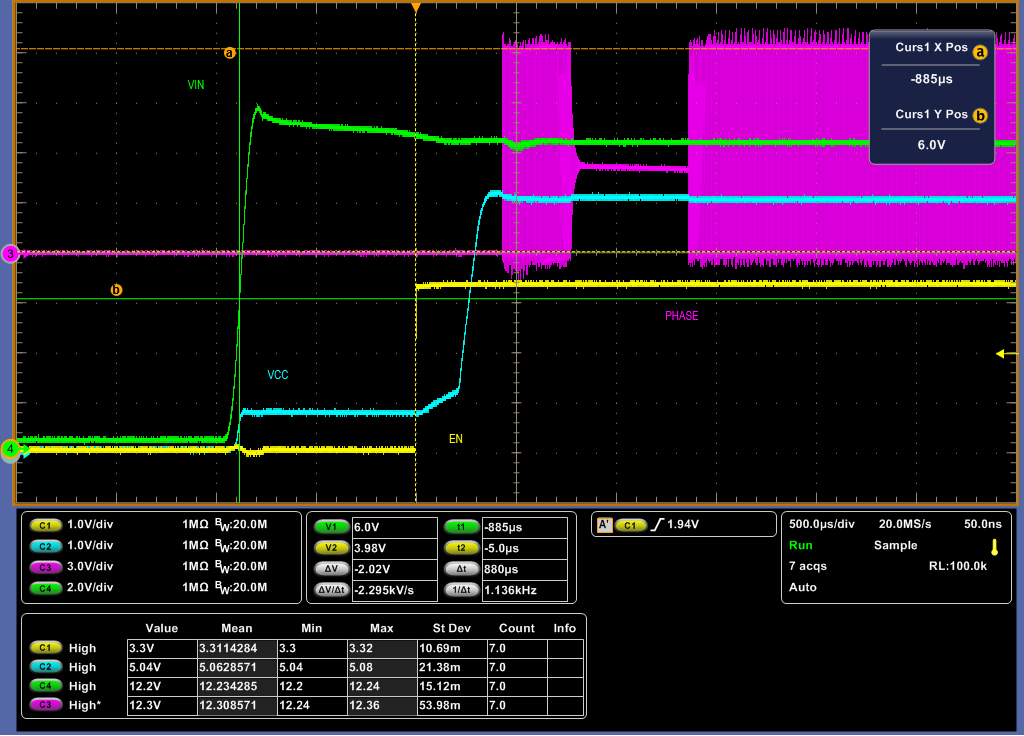 a
VIN
Curs1 X Pos a
-885µs
Curs1 Y Pos b
6.0V
3
b
PHASE
VCC
EN
4
C1 1.0V/div 1MΩ BW:20.0M
C2 1.0V/div 1MΩ BW:20.0M
C3 3.0V/div 1MΩ BW:20.0M
C4 2.0V/div 1MΩ BW:20.0M
V1 6.0V t1 -885µs
V2 3.98V t2 -5.0µs
ΔV -2.02V Δt 880µs
ΔV/Δt -2.295kV/s 1/Δt 1.136kHz
A' C1 1.94V
500.0µs/div 20.0MS/s 50.0ns
Run Sample
7 acqs RL:100.0k
Auto
Value Mean Min Max St Dev Count Info
C1 High 3.3V 3.3114284 3.3 3.32 10.69m 7.0
C2 High 5.04V 5.0628571 5.04 5.08 21.38m 7.0
C4 High 12.2V 12.234285 12.2 12.24 15.12m 7.0
C3 High* 12.3V 12.308571 12.24 12.36 53.98m 7.0